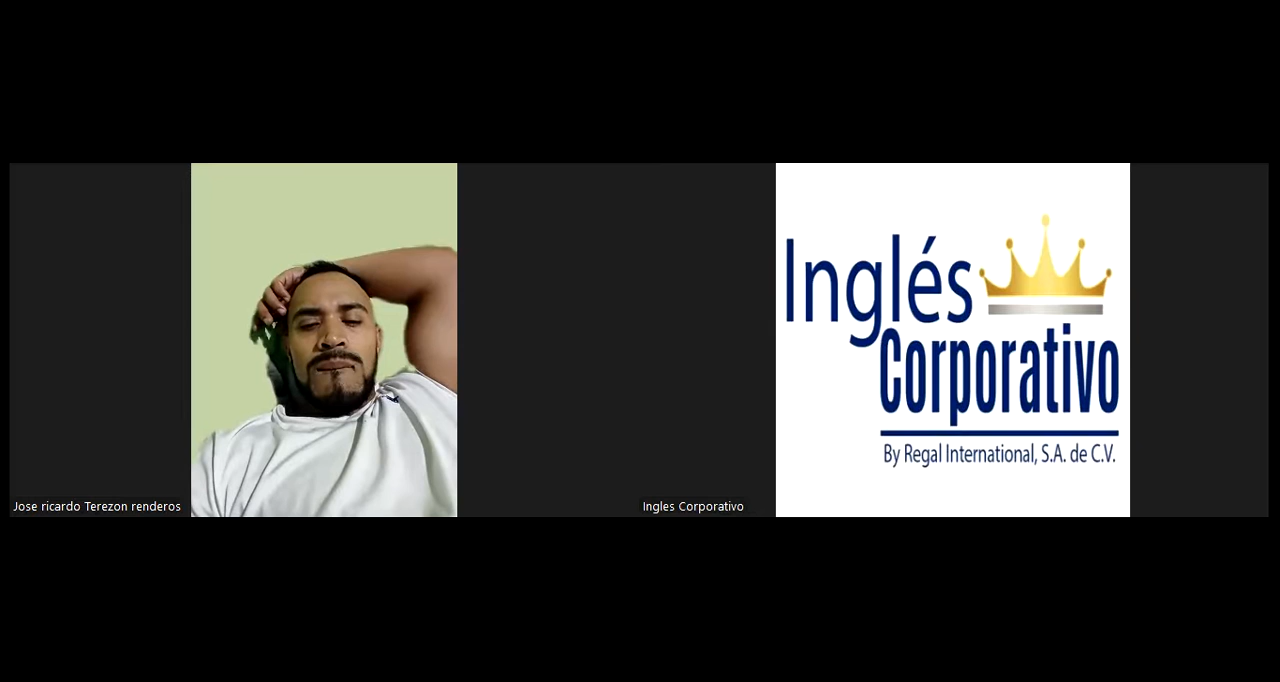 Inglés
Corporativo
By Regal International, S.A. de C.V.
Jose ricardo Terezon renderos
Ingles Corporativo